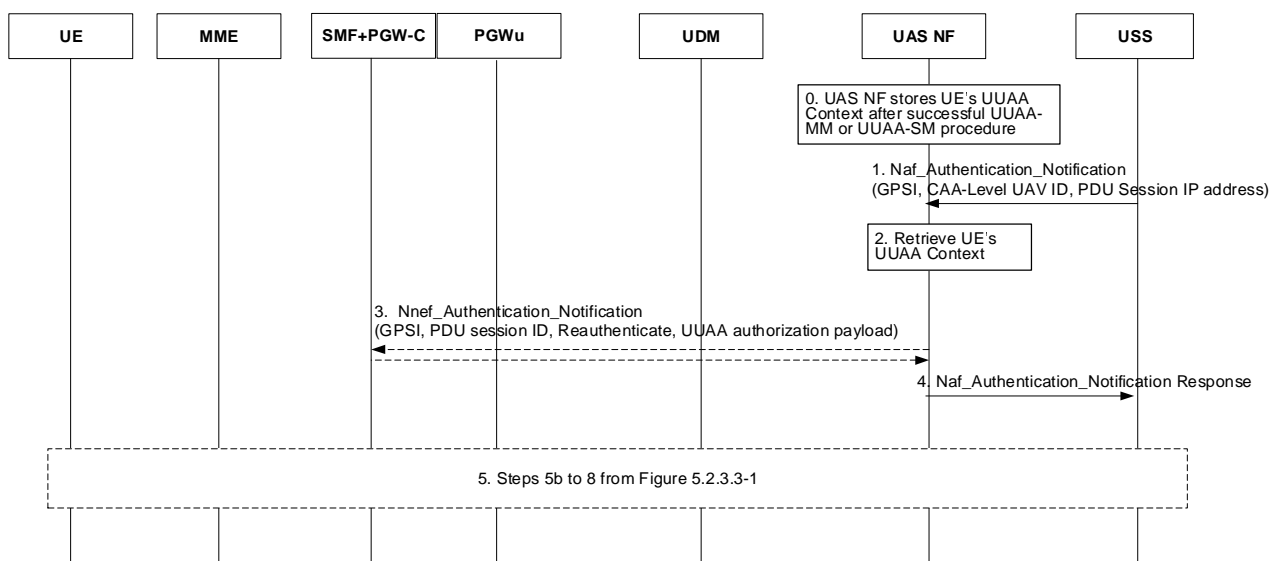 UE
MME
SMF+PGW-C
PGWu
UDM
UAS NF
USS
0. UAS NF stores UE's UUAA
Context after successful UUAA-
MM or UUAA-SM procedure
1. Naf_Authentication_Notification
(GPSI, CAA-Level UAV ID, PDU Session IP address)
2. Retrieve UE's
UUAA Context
3. Nnef_Authentication_Notification
(GPSI, PDU session ID, Reauthenticate, UUAA authorization payload)
4. Naf_Authentication_Notification Response
5. Steps 5b to 8 from Figure 5.2.3.3-1